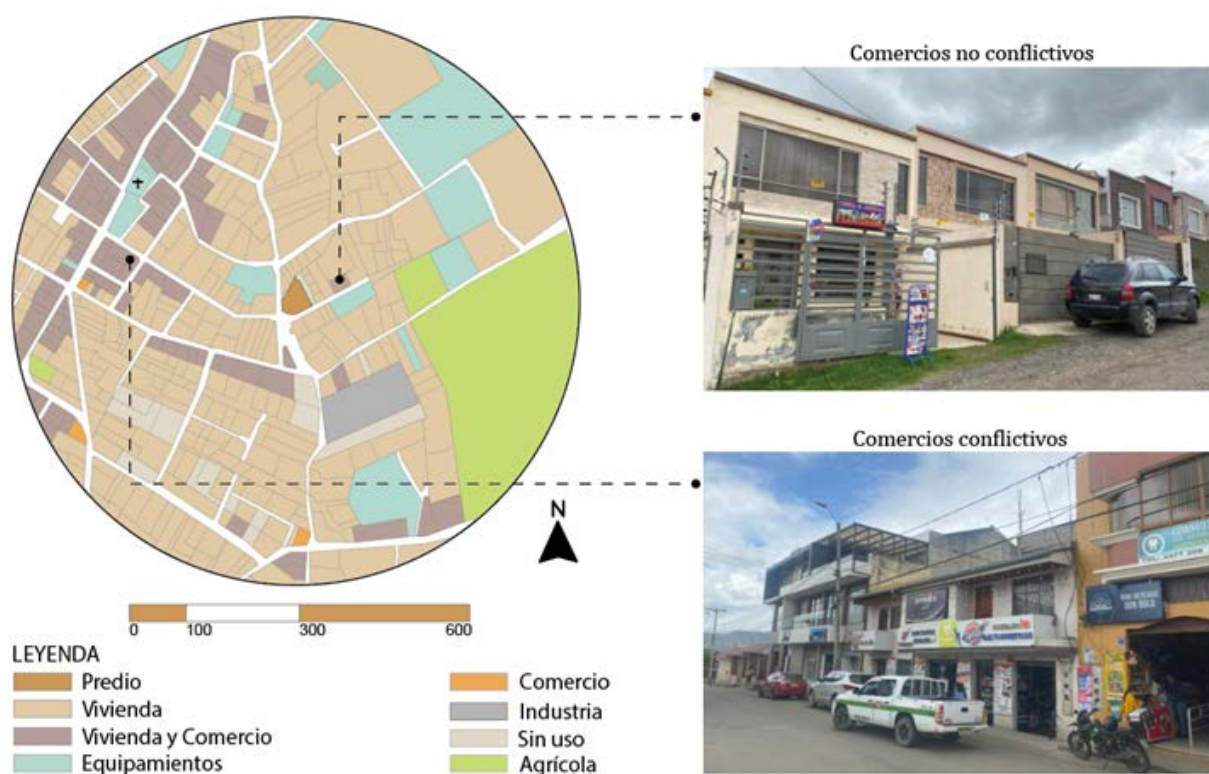 Comercios no conflictivos
Comercios conflictivos
N
0 100 300 600
LEYENDA
Predio
Vivienda
Vivienda y Comercio
Equipamientos
Comercio
Industria
Sin uso
Agrícola